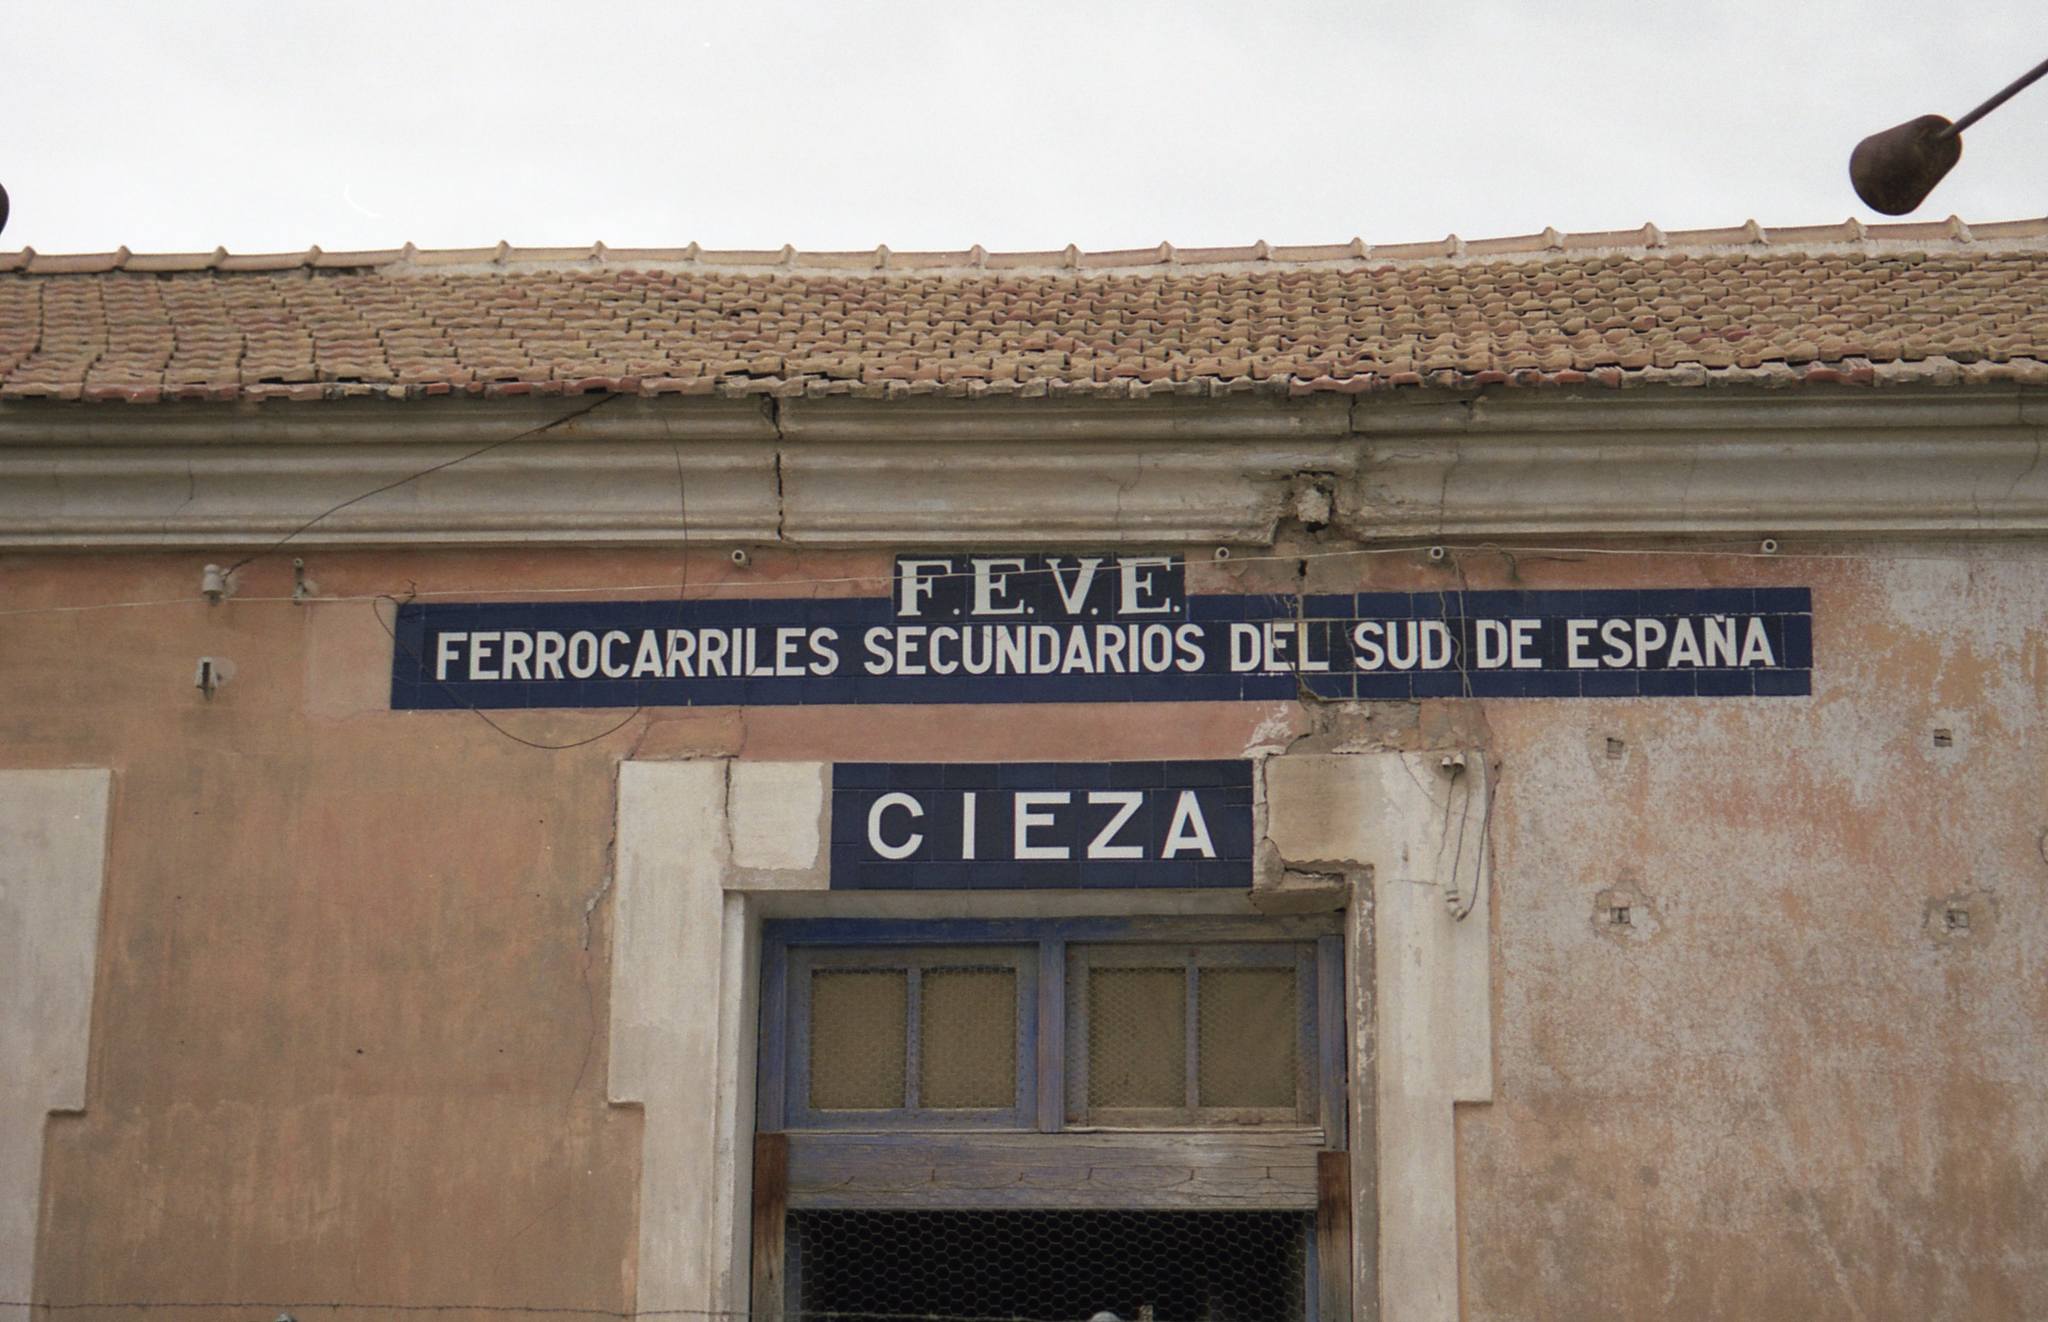 F.E.V.E.
FERROCARRILES SECUNDARIOS DEL SUD DE ESPAÑA
CIEZA